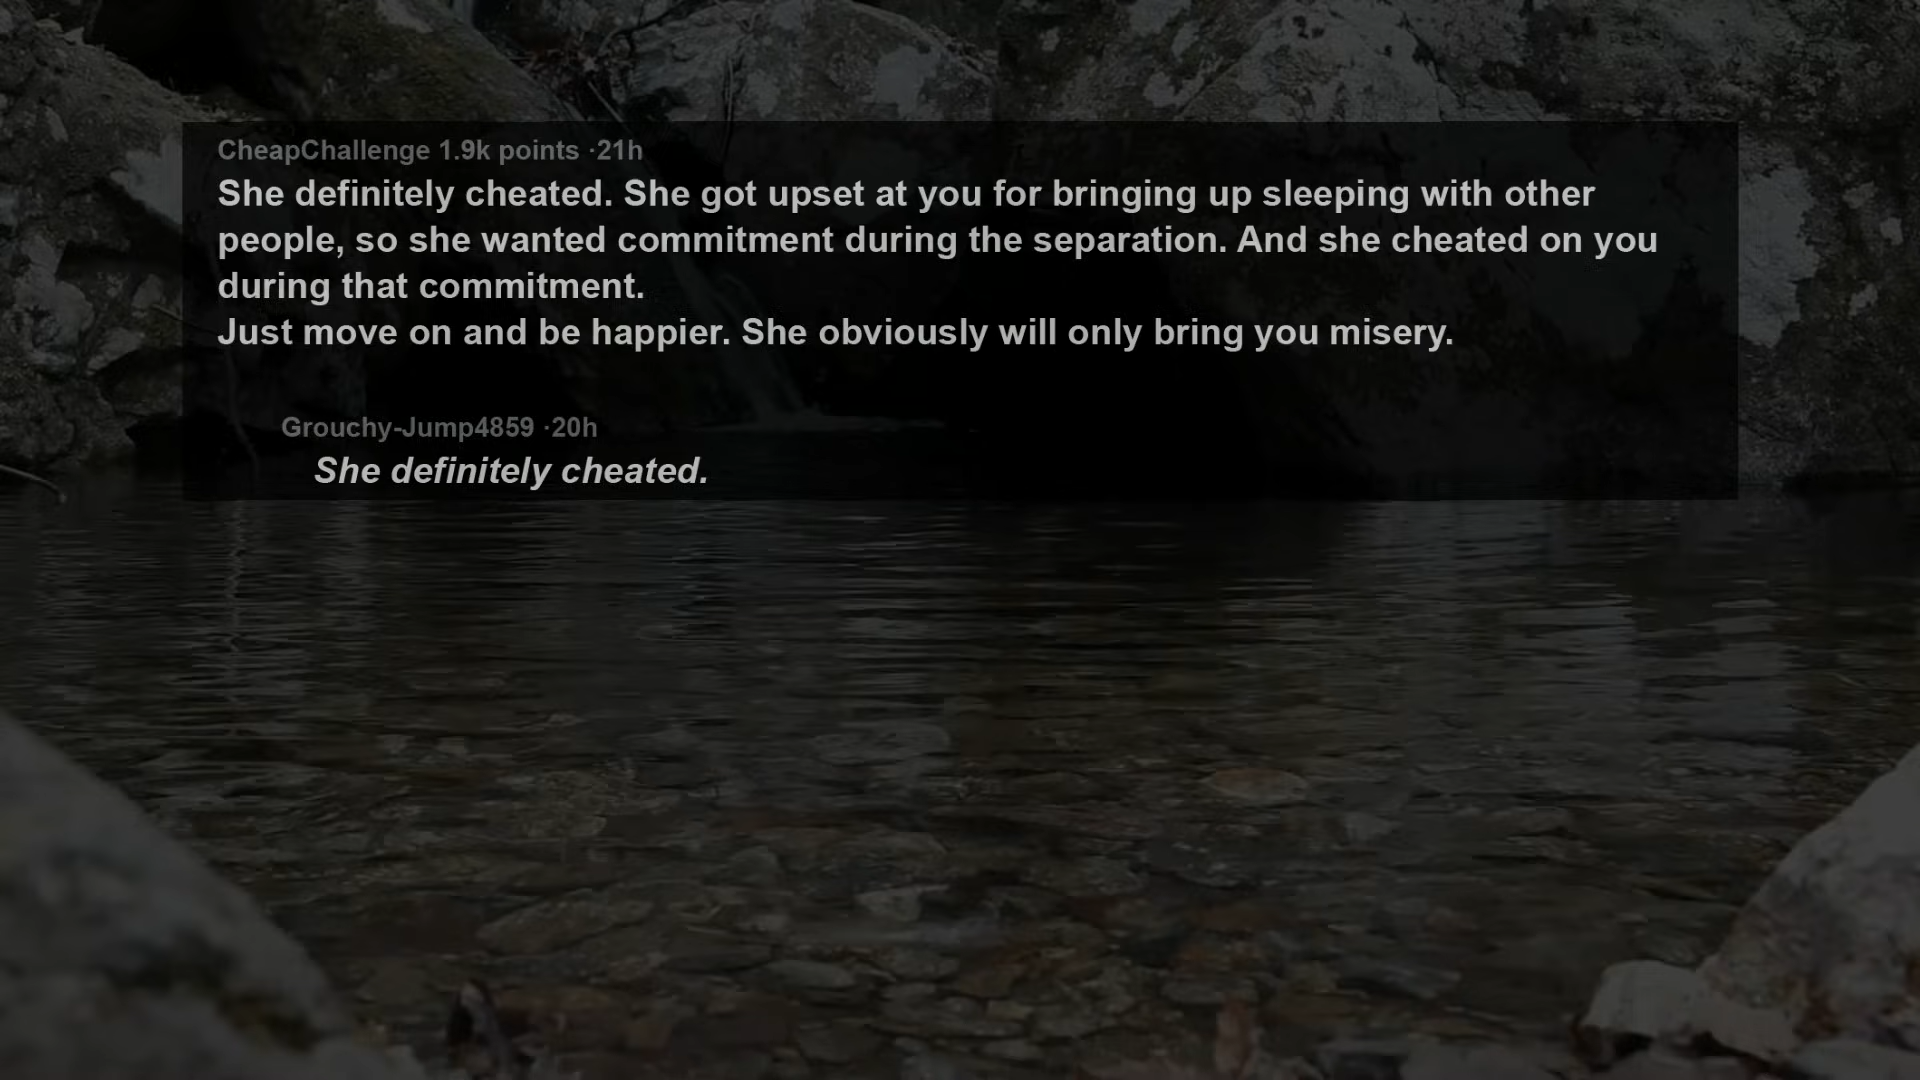 CheapChallenge 1.9k points ·21h
She definitely cheated. She got upset at you for bringing up sleeping with other
people, so she wanted commitment during the separation. And she cheated on you
during that commitment.
Just move on and be happier. She obviously will only bring you misery.
Grouchy-Jump4859 ·20h
She definitely cheated.